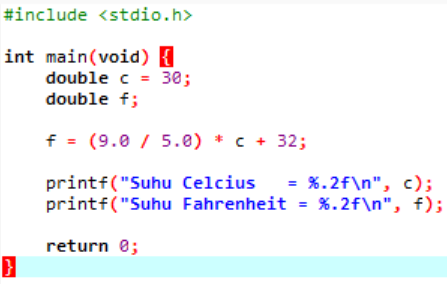 #include <stdio.h>

int main(void) {
    double c = 30;
    double f;

    f = (9.0 / 5.0) * c + 32;

    printf("Suhu Celcius   = %.2f\n", c);
    printf("Suhu Fahrenheit = %.2f\n", f);

    return 0;
}